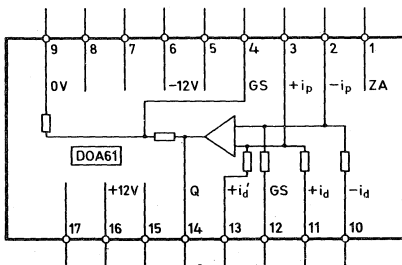 9 8 7 6 5 4 3 2 1
0V -12V GS +ip -ip ZA
DOA61
+12V Q +id' GS +id -id
17 16 15 14 13 12 11 10